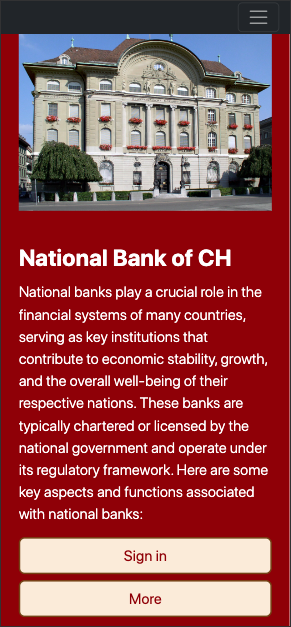 National Bank of CH
National banks play a crucial role in the
financial systems of many countries,
serving as key institutions that
contribute to economic stability, growth,
and the overall well-being of their
respective nations. These banks are
typically chartered or licensed by the
national government and operate under
its regulatory framework. Here are some
key aspects and functions associated
with national banks:
Sign in
More